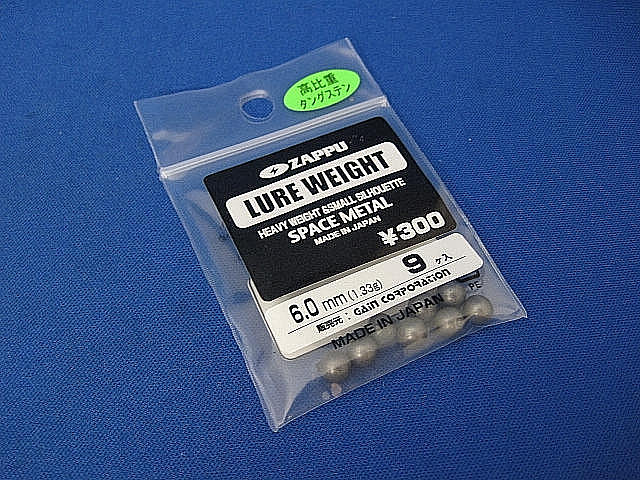 高比重
タングステン
ZAPPU
LURE WEIGHT
HEAVY WEIGHT &SMALL SILHOUETTE
SPACE METAL
MADE IN JAPAN
¥300
6.0 mm (1.33g) 9ヶ入
販売元: GAIN CORPORATION
MADE IN JAPAN PE